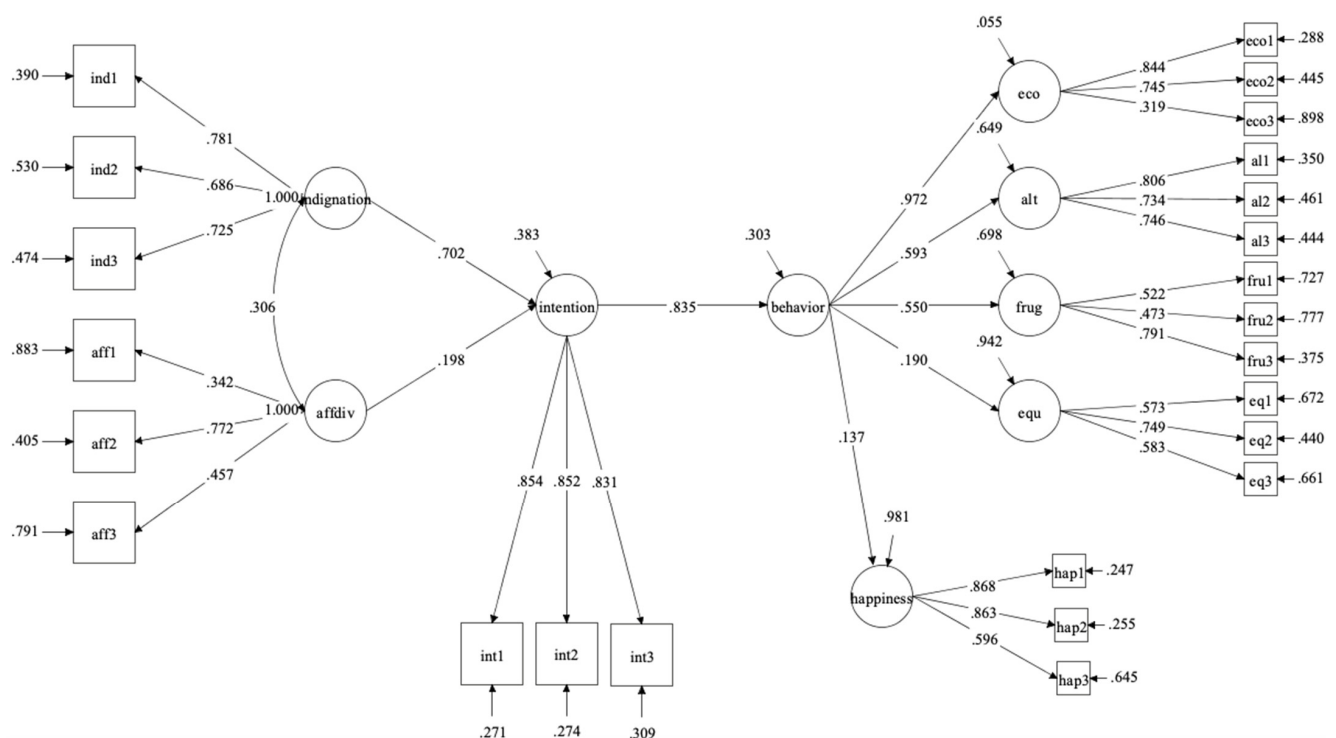 .390
ind1
.781
.530
ind2
.686
1.000
indignation
.474
ind3
.725
.306
.883
aff1
.342
1.000
affdiv
.405
aff2
.772
.791
aff3
.457
.702
.198
.383
intention
.854
.852
.831
int1
int2
int3
.271
.274
.309
.835
.303
behavior
.972
.593
.550
.190
.137
.055
eco
.844
.745
.319
eco1
.288
eco2
.445
eco3
.898
.649
alt
.806
.734
.746
al1
.350
al2
.461
al3
.444
.698
frug
.522
.473
.791
fru1
.727
fru2
.777
fru3
.375
.942
equ
.573
.749
.583
eq1
.672
eq2
.440
eq3
.661
.981
happiness
.868
.863
.596
hap1
.247
hap2
.255
hap3
.645